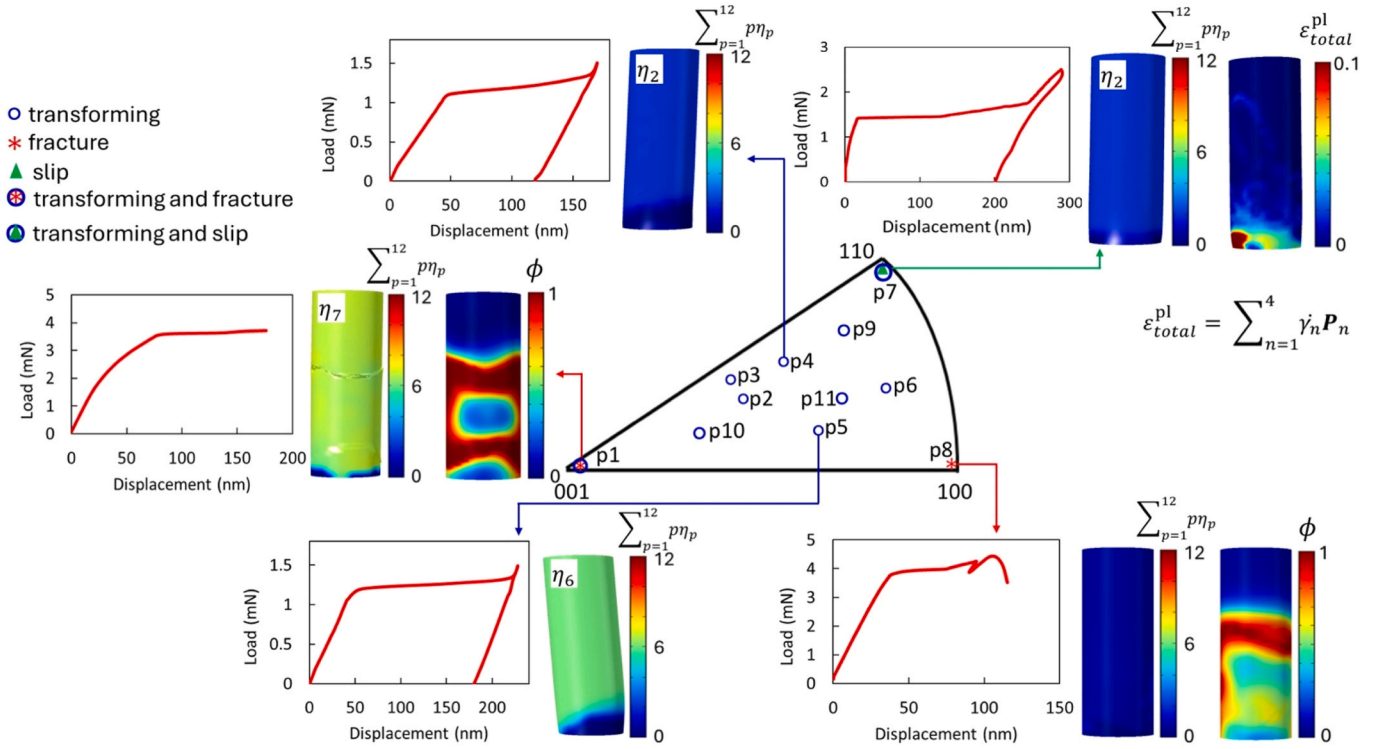 transforming
fracture
slip
transforming and fracture
transforming and slip
Load (mN)
1.5
1
0.5
0
0 50 100 150
Displacement (nm)
∑₍p=1₎¹² pη_p
η₂
12
6
0
Load (mN)
3
2
1
0
0 100 200 300
Displacement (nm)
∑₍p=1₎¹² pη_p
η₂
12
6
0
ε_total^pl
0.1
0
ε_total^pl = ∑₍n=1₎⁴ γ̇_n P_n
Load (mN)
5
4
3
2
1
0
0 50 100 150 200
Displacement (nm)
∑₍p=1₎¹² pη_p
η₇
12
6
0
ϕ
1
0
110
p7
p9
p4
p3
p2
p11
p6
p10
p5
p1
p8
001
100
Load (mN)
1.5
1
0.5
0
0 50 100 150 200
Displacement (nm)
∑₍p=1₎¹² pη_p
η₆
12
6
0
Load (mN)
5
4
3
2
1
0
0 50 100 150
Displacement (nm)
∑₍p=1₎¹² pη_p
12
6
0
ϕ
1
0